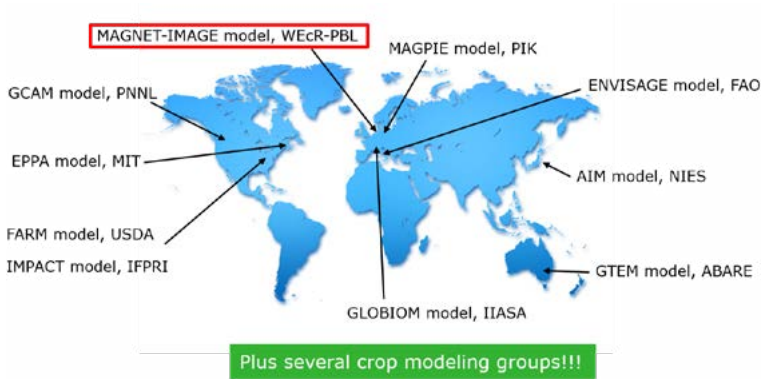 MAGNET-IMAGE model, WEcR-PBL
MAGPIE model, PIK
GCAM model, PNNL
ENVISAGE model, FAO
EPPA model, MIT
AIM model, NIES
FARM model, USDA
IMPACT model, IFPRI
GTEM model, ABARE
GLOBIOM model, IIASA
Plus several crop modeling groups!!!